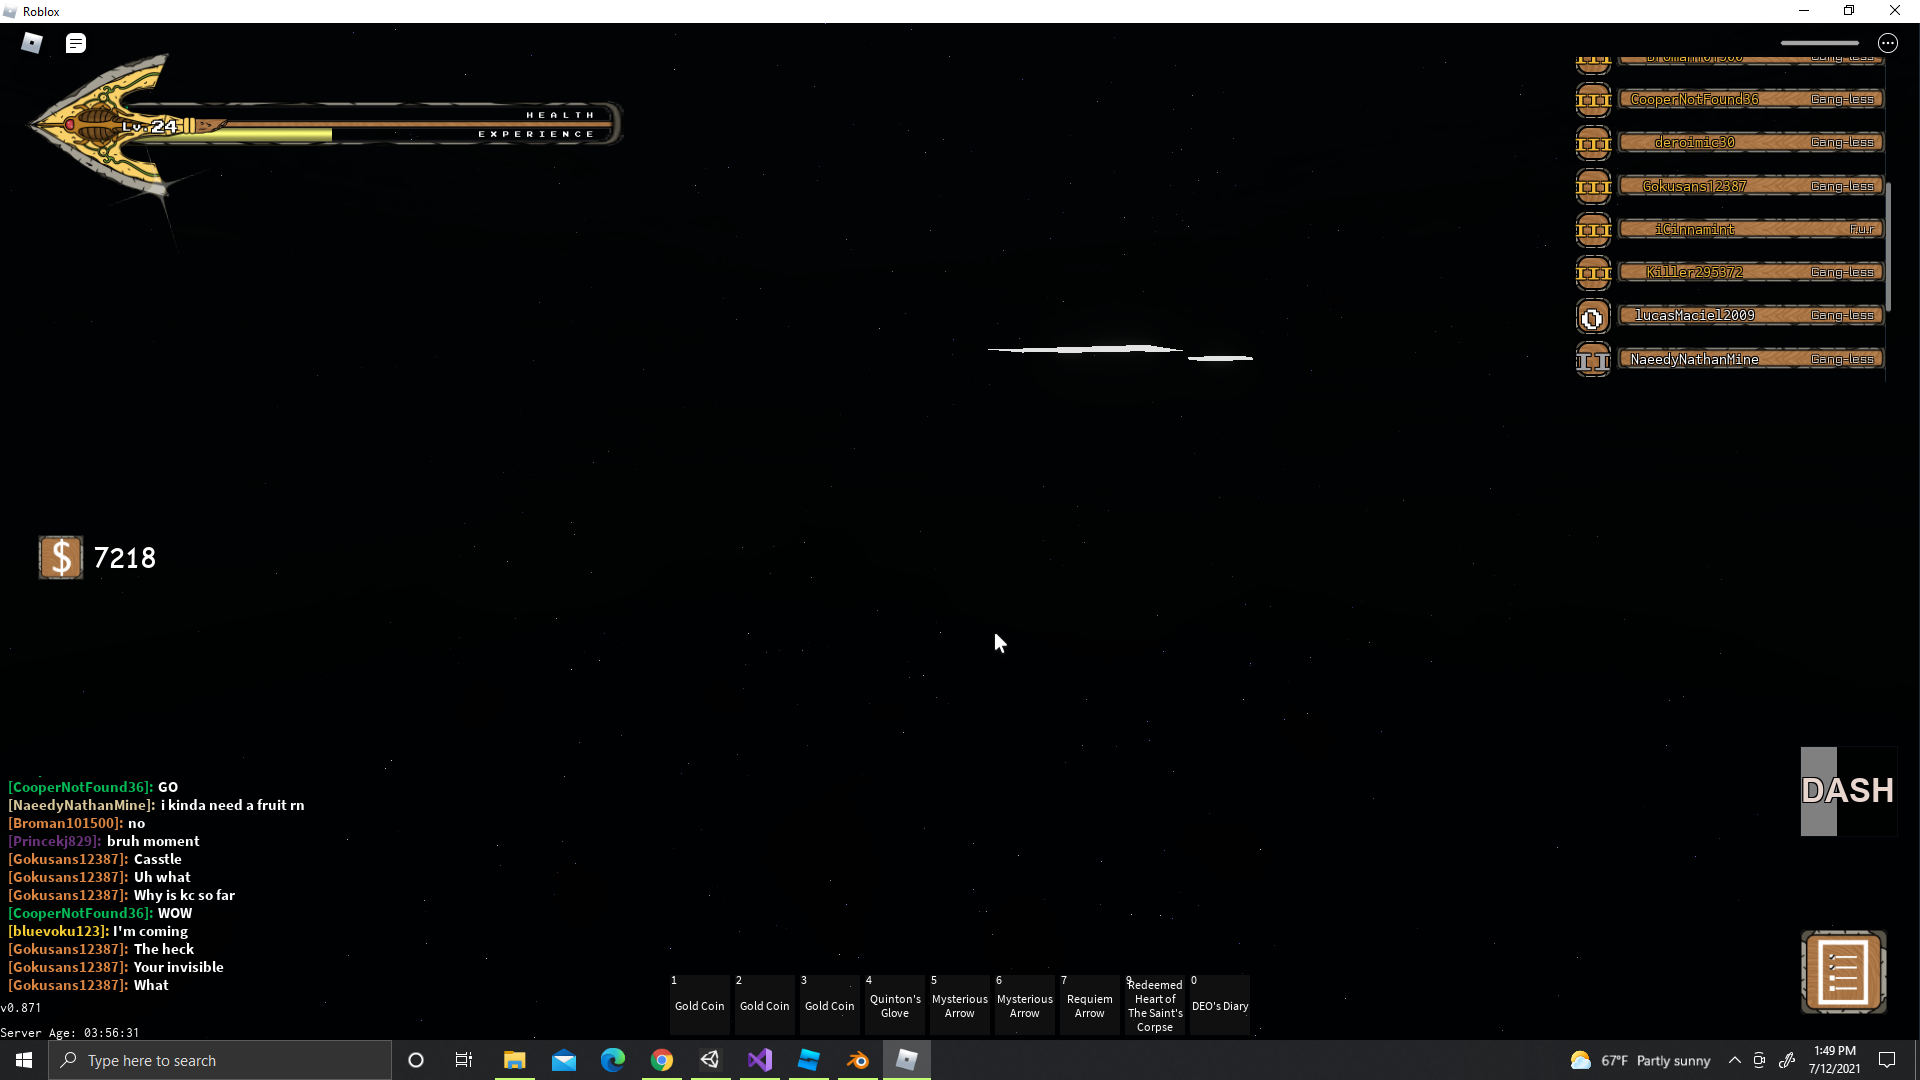 Roblox
Lv.24
HEALTH
EXPERIENCE
Broman101500 Gang-less
CooperNotFound36 Gang-less
deroimic30 Gang-less
Gokusans12387 Gang-less
iCinnamint
Killer295372 Gang-less
lucasMaciel2009 Gang-less
NaeedyNathanMine Gang-less
$ 7218
DASH
[CooperNotFound36]: GO
[NaeedyNathanMine]: i kinda need a fruit rn
[Broman101500]: no
[Princekj829]: bruh moment
[Gokusans12387]: Casstle
[Gokusans12387]: Uh what
[Gokusans12387]: Why is kc so far
[CooperNotFound36]: WOW
[bluevoku123]: I'm coming
[Gokusans12387]: The heck
[Gokusans12387]: Your invisible
[Gokusans12387]: What
v0.871
Server Age: 03:56:31
1 Gold Coin
2 Gold Coin
3 Gold Coin
4 Quinton's Glove
5 Mysterious Arrow
6 Mysterious Arrow
7 Requiem Arrow
9 Redeemed Heart of The Saint's Corpse
0 DEO's Diary
Type here to search
67°F Partly sunny
1:49 PM
7/12/2021